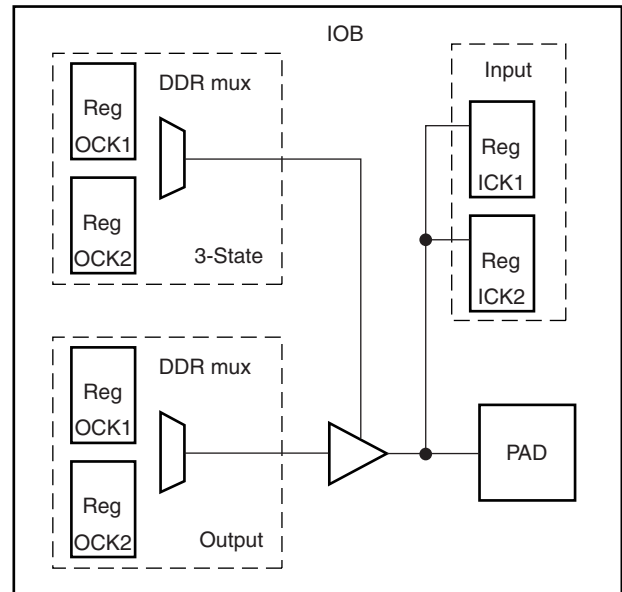 IOB
DDR mux
Reg
OCK1
Reg
OCK2
3-State
Input
Reg
ICK1
Reg
ICK2
DDR mux
Reg
OCK1
Reg
OCK2
Output
PAD